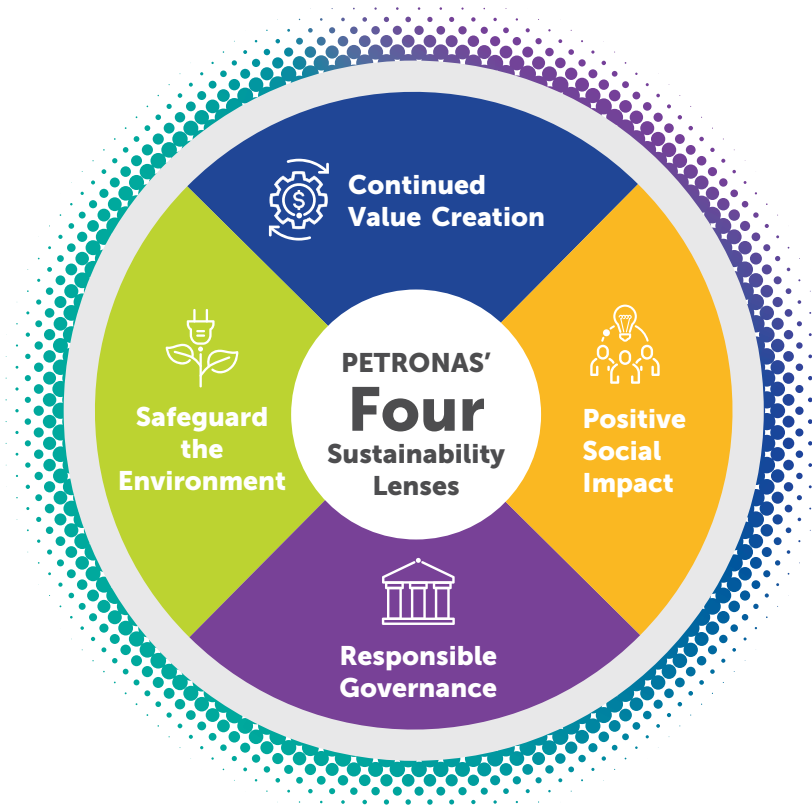 Continued
Value Creation
PETRONAS’
Four
Sustainability
Lenses
Safeguard
the
Environment
Positive
Social
Impact
Responsible
Governance
$